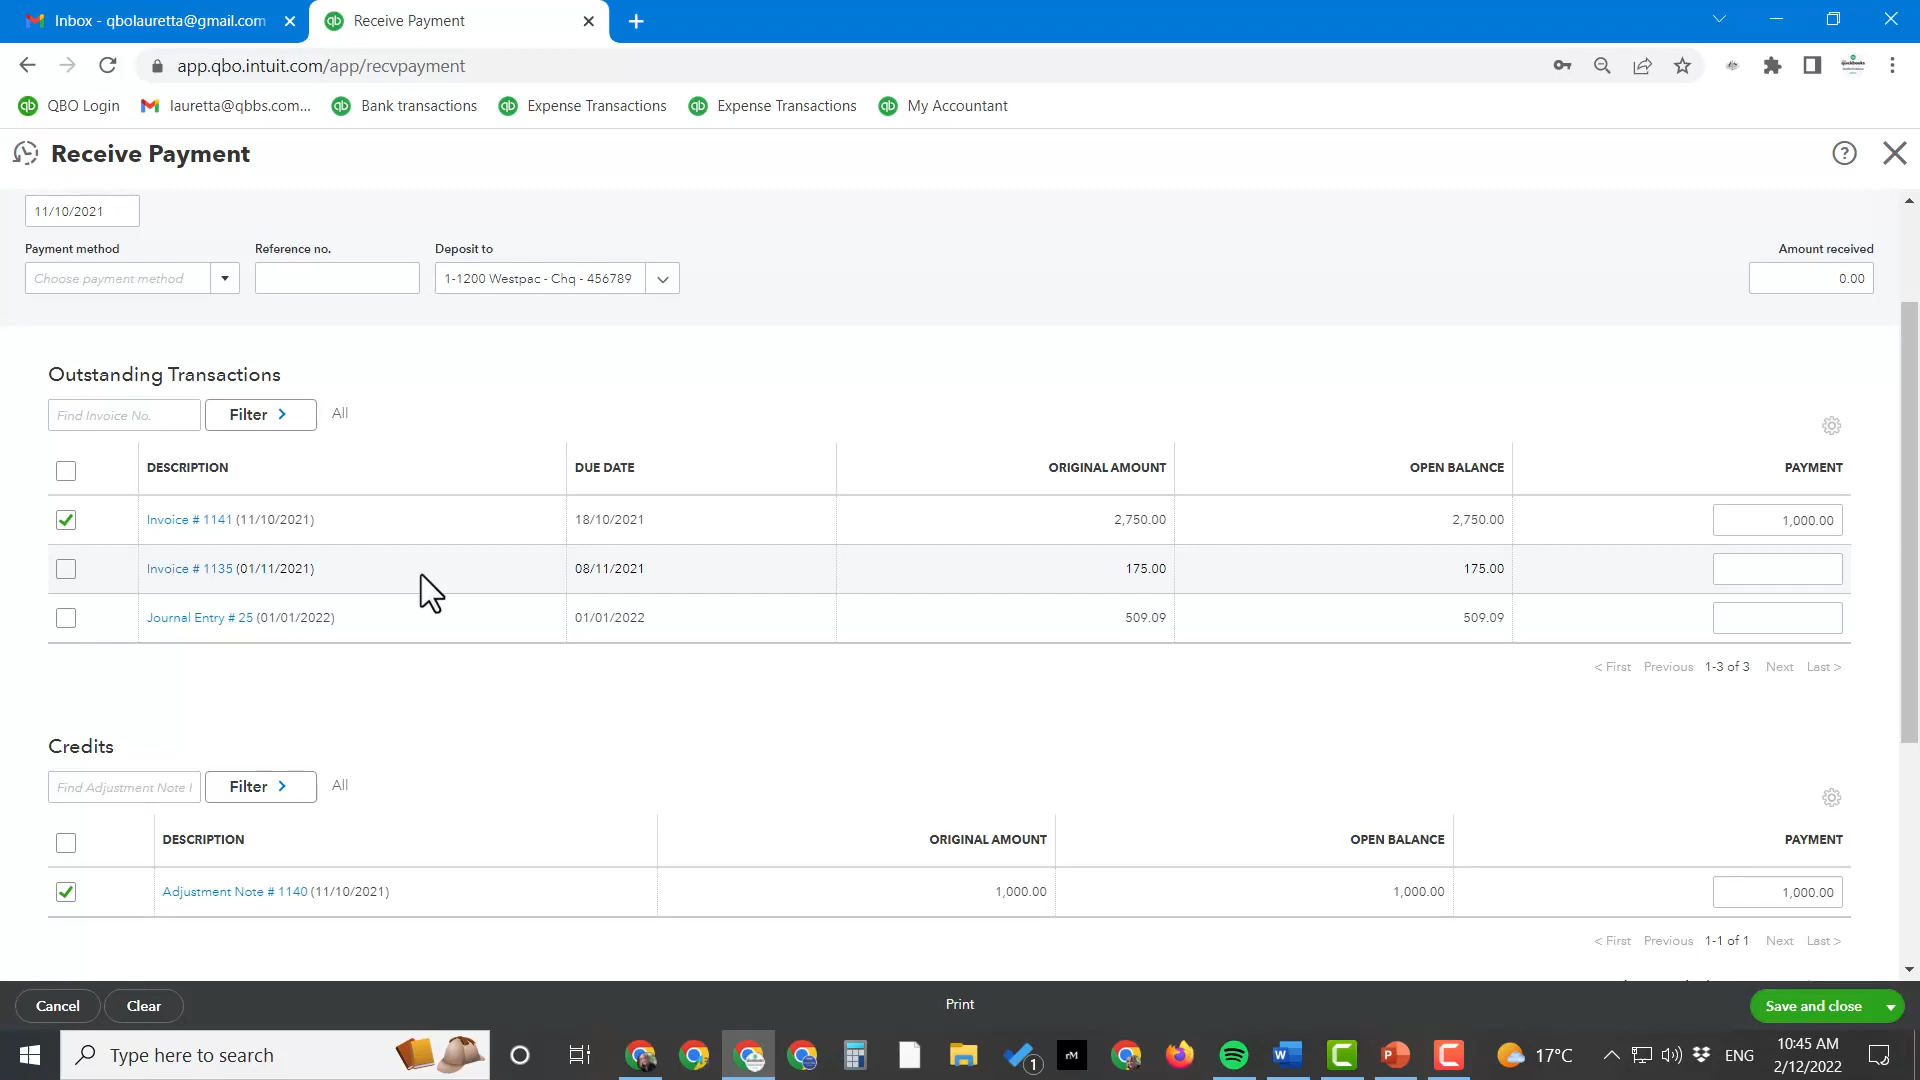 Inbox - qbolauretta@gmail.com
Receive Payment
app.qbo.intuit.com/app/recvpayment
QBO Login
lauretta@qbbs.com...
Bank transactions
Expense Transactions
Expense Transactions
My Accountant
Receive Payment
11/10/2021
Payment method
Reference no.
Deposit to
Amount received
Choose payment method
1-1200 Westpac - Chq - 456789
0.00
Outstanding Transactions
Find Invoice No.
Filter
All
DESCRIPTION DUE DATE ORIGINAL AMOUNT OPEN BALANCE PAYMENT
Invoice # 1141 (11/10/2021) 18/10/2021 2,750.00 2,750.00 1,000.00
Invoice # 1135 (01/11/2021) 08/11/2021 175.00 175.00
Journal Entry # 25 (01/01/2022) 01/01/2022 509.09 509.09
< First Previous 1-3 of 3 Next Last >
Credits
Find Adjustment Note
Filter
All
DESCRIPTION ORIGINAL AMOUNT OPEN BALANCE PAYMENT
Adjustment Note # 1140 (11/10/2021) 1,000.00 1,000.00 1,000.00
< First Previous 1-1 of 1 Next Last >
Cancel
Clear
Print
Save and close
Type here to search
1
rM
17°C
ENG
10:45 AM
2/12/2022